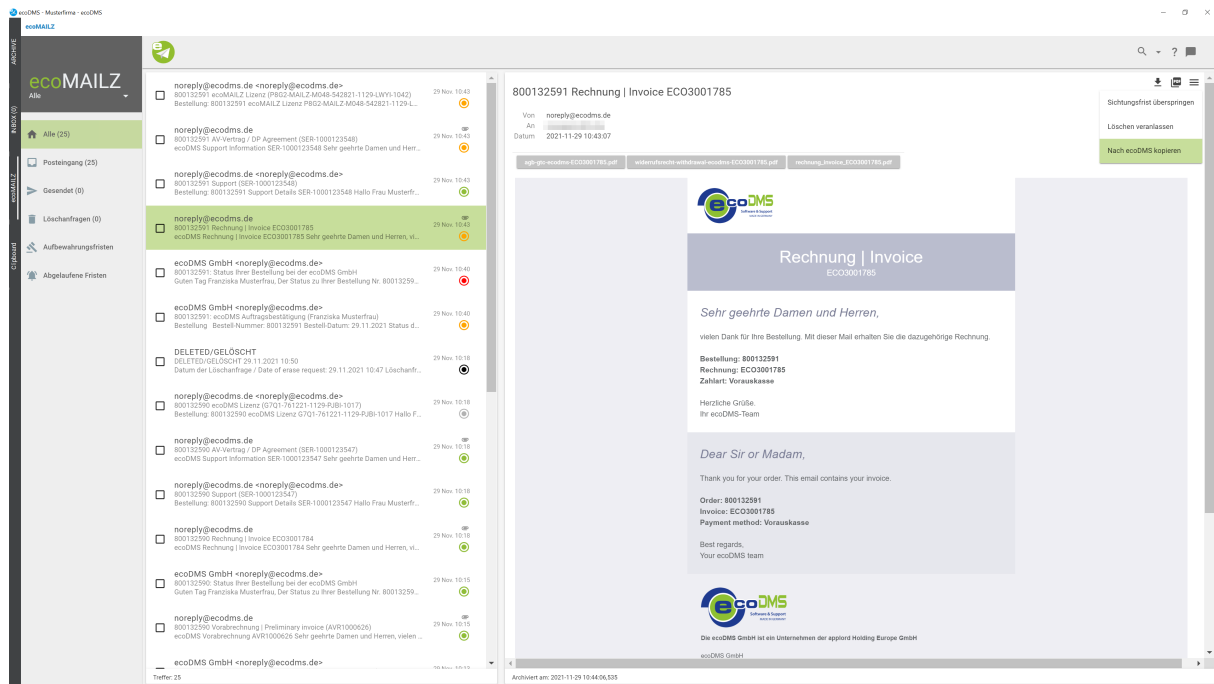 ecoDMS - Musterfirma - ecoDMS
ecoMAILZ
ARCHIVE
INBOX (0)
ecoMAILZ
Clipboard
ecoMAILZ
Alle
Alle (25)
Posteingang (25)
Gesendet (0)
Löschanfragen (0)
Aufbewahrungsfristen
Abgelaufene Fristen
noreply@ecodms.de <noreply@ecodms.de>
800132591 ecoMAILZ Lizenz (P8G2-MAILZ-M048-542821-1129-LWYI-1042)
Bestellung: 800132591 ecoMAILZ Lizenz P8G2-MAILZ-M048-542821-1129-L...
29 Nov. 10:43
noreply@ecodms.de
800132591 AV-Vertrag / DP Agreement (SER-1000123548)
ecoDMS Support Information SER-1000123548 Sehr geehrte Damen und Herr...
29 Nov. 10:43
noreply@ecodms.de <noreply@ecodms.de>
800132591 Support (SER-1000123548)
Bestellung: 800132591 Support Details SER-1000123548 Hallo Frau Musterfr...
29 Nov. 10:43
noreply@ecodms.de
800132591 Rechnung | Invoice ECO3001785
ecoDMS Rechnung | Invoice ECO3001785 Sehr geehrte Damen und Herren, vi...
29 Nov. 10:43
ecoDMS GmbH <noreply@ecodms.de>
800132591: Status Ihrer Bestellung bei der ecoDMS GmbH
Guten Tag Franziska Musterfrau, Der Status zu Ihrer Bestellung Nr. 80013259...
29 Nov. 10:40
ecoDMS GmbH <noreply@ecodms.de>
800132591: ecoDMS Auftragsbestätigung (Franziska Musterfrau)
Bestellung Bestell-Nummer: 800132591 Bestell-Datum: 29.11.2021 Status d...
29 Nov. 10:40
DELETED/GELÖSCHT
DELETED/GELÖSCHT 29.11.2021 10:50
Datum der Löschanfrage / Date of erase request: 29.11.2021 10:47 Löschanfr...
29 Nov. 10:18
noreply@ecodms.de <noreply@ecodms.de>
800132590 ecoDMS Lizenz (G7Q1-761221-1129-PJBI-1017)
Bestellung: 800132590 ecoDMS Lizenz G7Q1-761221-1129-PJBI-1017 Hallo F...
29 Nov. 10:18
noreply@ecodms.de
800132590 AV-Vertrag / DP Agreement (SER-1000123547)
ecoDMS Support Information SER-1000123547 Sehr geehrte Damen und Herr...
29 Nov. 10:18
noreply@ecodms.de <noreply@ecodms.de>
800132590 Support (SER-1000123547)
Bestellung: 800132590 Support Details SER-1000123547 Hallo Frau Musterfr...
29 Nov. 10:18
noreply@ecodms.de
800132590 Rechnung | Invoice ECO3001784
ecoDMS Rechnung | Invoice ECO3001784 Sehr geehrte Damen und Herren, vi...
29 Nov. 10:18
ecoDMS GmbH <noreply@ecodms.de>
800132590: Status Ihrer Bestellung bei der ecoDMS GmbH
Guten Tag Franziska Musterfrau, Der Status zu Ihrer Bestellung Nr. 80013259...
29 Nov. 10:15
noreply@ecodms.de
800132590 Vorabrechnung | Preliminary invoice (AVR1000626)
ecoDMS Vorabrechnung AVR1000626 Sehr geehrte Damen und Herren, vielen ...
29 Nov. 10:15
ecoDMS GmbH <noreply@ecodms.de>
29 Nov. 10:13
Treffer: 25
800132591 Rechnung | Invoice ECO3001785
Von noreply@ecodms.de
An
Datum 2021-11-29 10:43:07
Sichtungsfrist überspringen
Löschen veranlassen
Nach ecoDMS kopieren
agb-gtc-ecodms-ECO3001785.pdf
widerrufsrecht-withdrawal-ecodms-ECO3001785.pdf
rechnung_invoice_ECO3001785.pdf
ecoDMS
Software & Support
MADE IN GERMANY
Rechnung | Invoice
ECO3001785
Sehr geehrte Damen und Herren,
vielen Dank für Ihre Bestellung. Mit dieser Mail erhalten Sie die dazugehörige Rechnung.
Bestellung: 800132591
Rechnung: ECO3001785
Zahlart: Vorauskasse
Herzliche Grüße.
Ihr ecoDMS-Team
Dear Sir or Madam,
Thank you for your order. This email contains your invoice.
Order: 800132591
Invoice: ECO3001785
Payment method: Vorauskasse
Best regards,
Your ecoDMS team
ecoDMS
Software & Support
MADE IN GERMANY
Die ecoDMS GmbH ist ein Unternehmen der applord Holding Europe GmbH
ecoDMS GmbH
Archiviert am: 2021-11-29 10:44:06,535